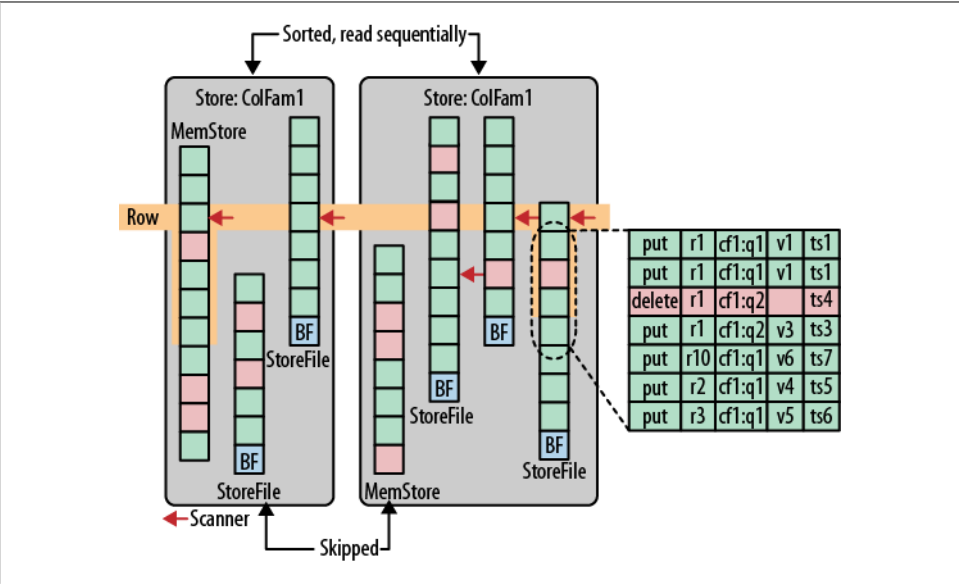 Sorted, read sequentially
Store: ColFam1
Store: ColFam1
MemStore
Row
put r1 cf1:q1 v1 ts1
put r1 cf1:q1 v1 ts1
delete r1 cf1:q2 ts4
put r1 cf1:q2 v3 ts3
put r10 cf1:q1 v6 ts7
put r2 cf1:q1 v4 ts5
put r3 cf1:q1 v5 ts6
BF
StoreFile
BF
BF
StoreFile
BF
StoreFile
BF
StoreFile
MemStore
Scanner
Skipped